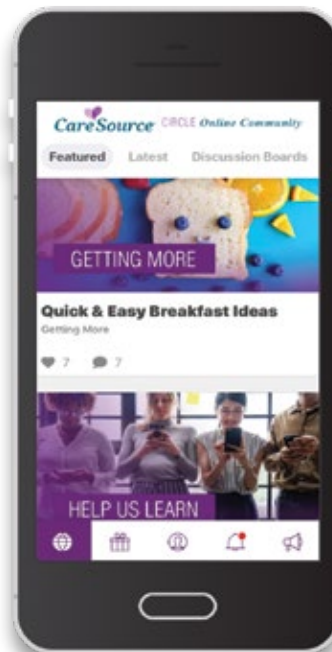 CareSource CIRCLE Online Community
Featured Latest Discussion Boards
GETTING MORE
Quick & Easy Breakfast Ideas
Getting More
7 7
HELP US LEARN